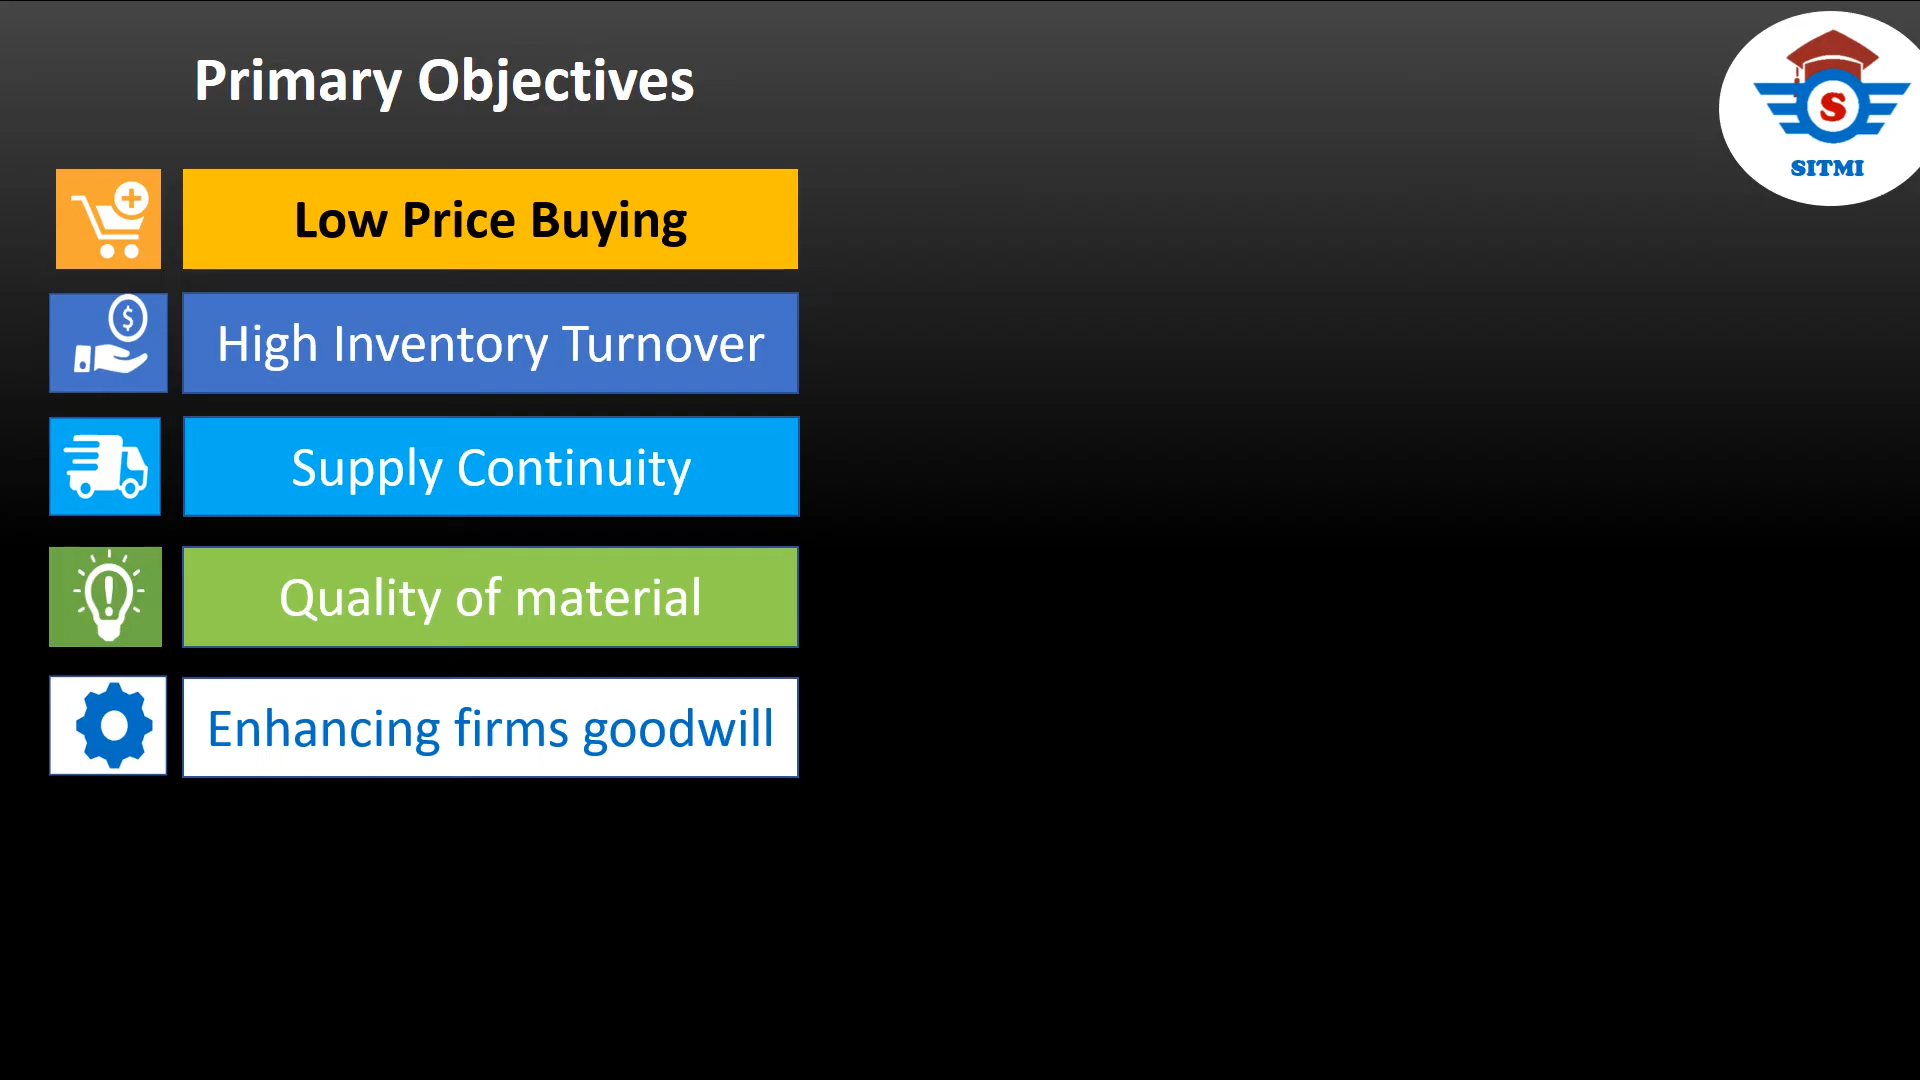 Primary Objectives
S
SITMI
Low Price Buying
$
High Inventory Turnover
Supply Continuity
Quality of material
Enhancing firms goodwill